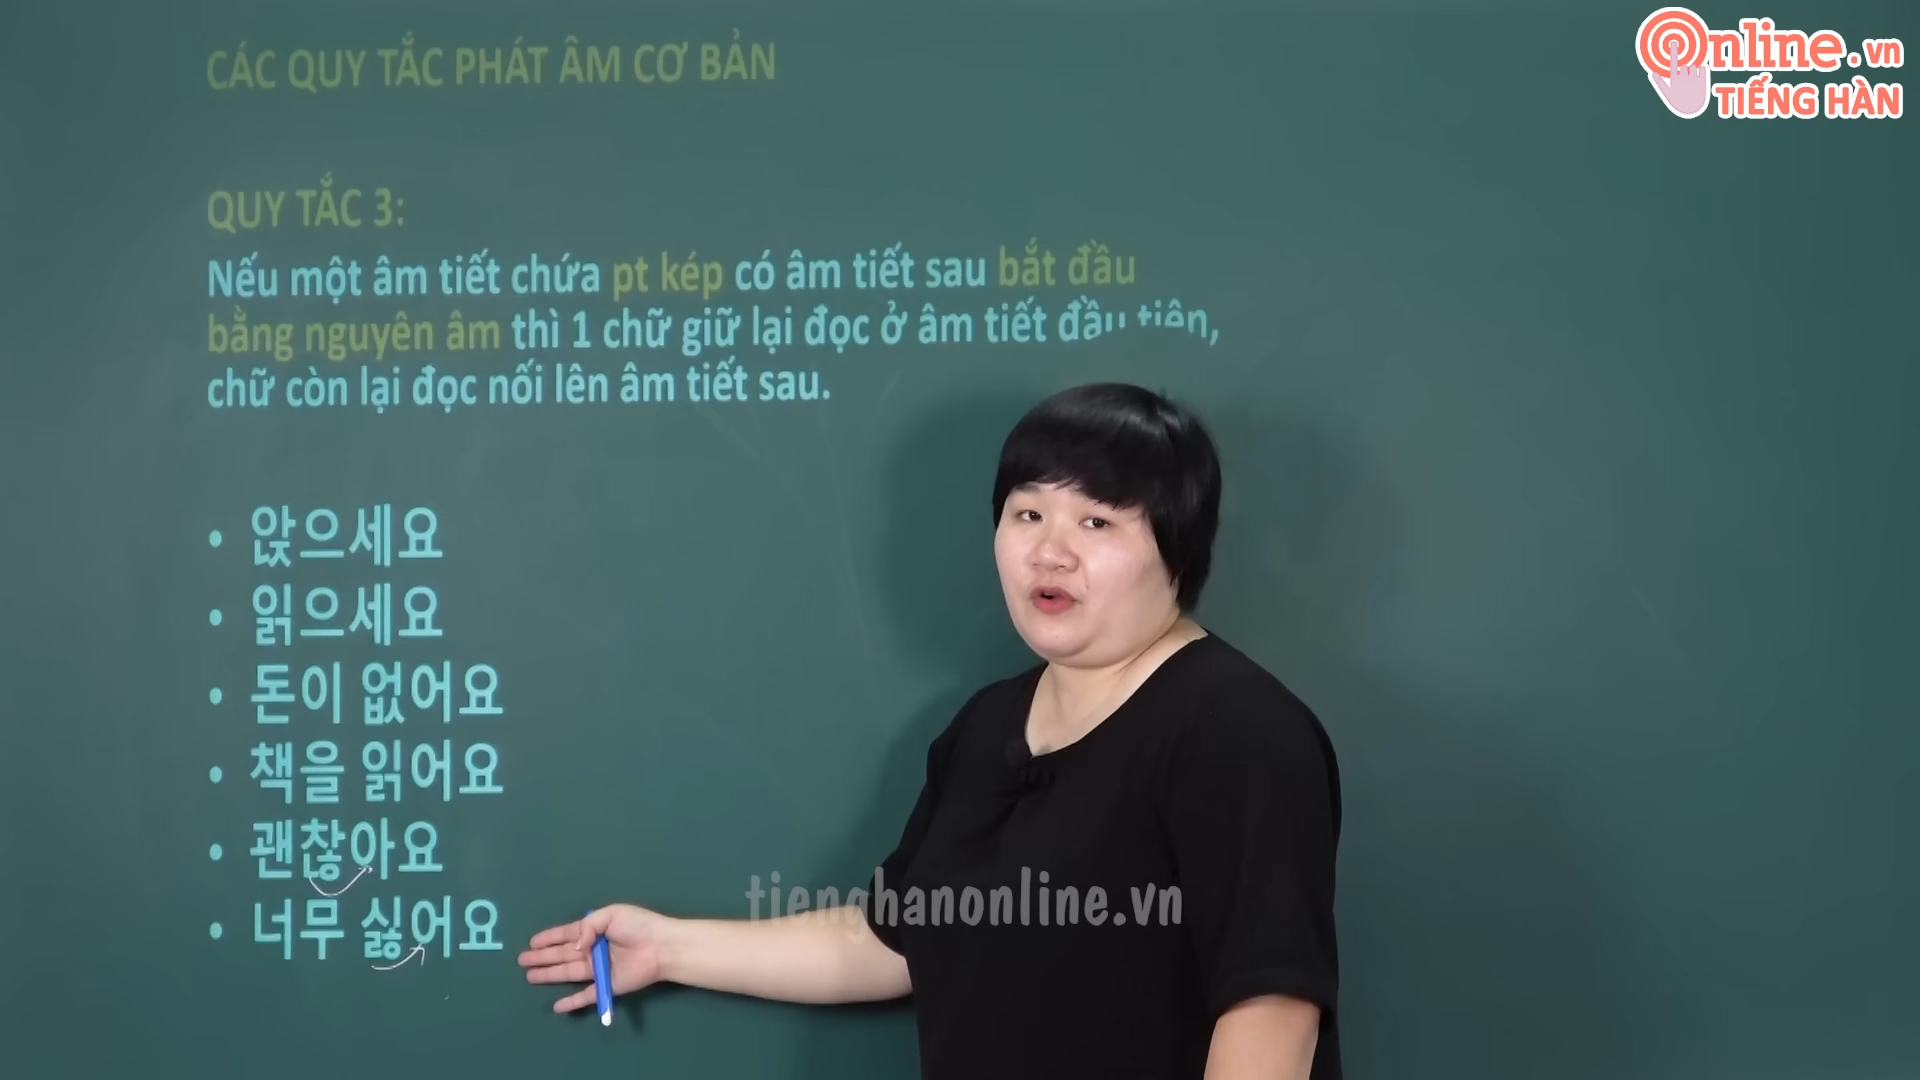 CÁC QUY TẮC PHÁT ÂM CƠ BẢN
Online.vn
TIẾNG HÀN
QUY TẮC 3:
Nếu một âm tiết chứa pt kép có âm tiết sau bắt đầu
bằng nguyên âm thì 1 chữ giữ lại đọc ở âm tiết đầu tiên,
chữ còn lại đọc nối lên âm tiết sau.
• 앉으세요
• 읽으세요
• 돈이 없어요
• 책을 읽어요
• 괜찮아요
• 너무 싫어요
tienghanonline.vn